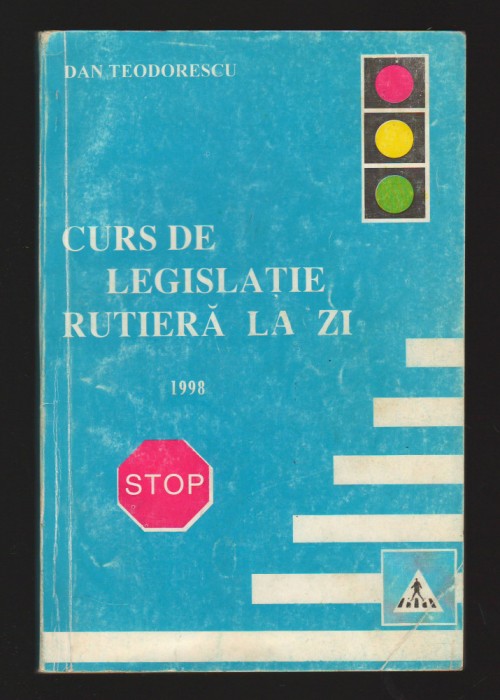 DAN TEODORESCU
CURS DE
LEGISLAȚIE
RUTIERĂ LA ZI
1998
STOP